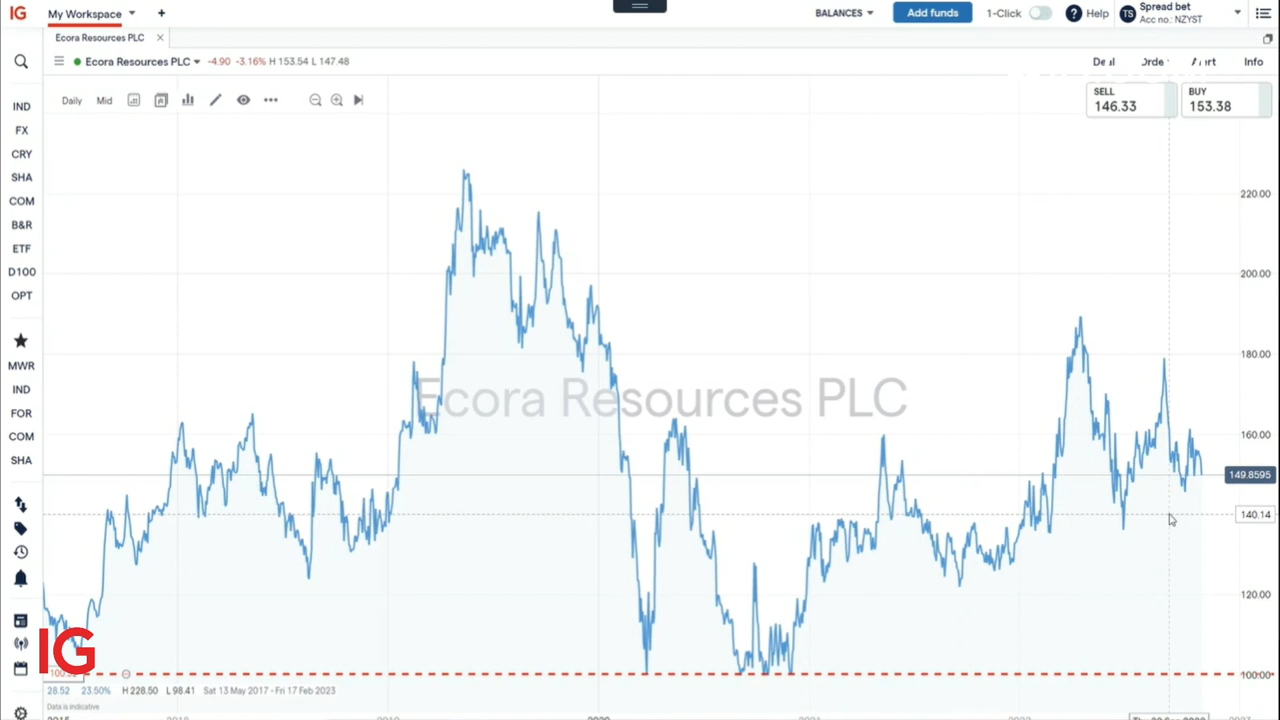 IG My Workspace + BALANCES Add funds 1-Click Help TS Spread bet
Acc no.: NZYST
Ecora Resources PLC ×
Ecora Resources PLC -4.90 -3.16% H 153.54 L 147.48 Info
Daily Mid
SELL BUY
146.33 153.38
IND
FX
CRY
SHA
COM
B&R
ETF
D100
OPT
MWR
IND
FOR
COM
SHA
220.00
200.00
180.00
160.00
149.8595
140.14
120.00
100.00
Ecora Resources PLC
IG
28.52 23.50% H 228.50 L 98.41 Sat 13 May 2017 - Fri 17 Feb 2023
Data is indicative